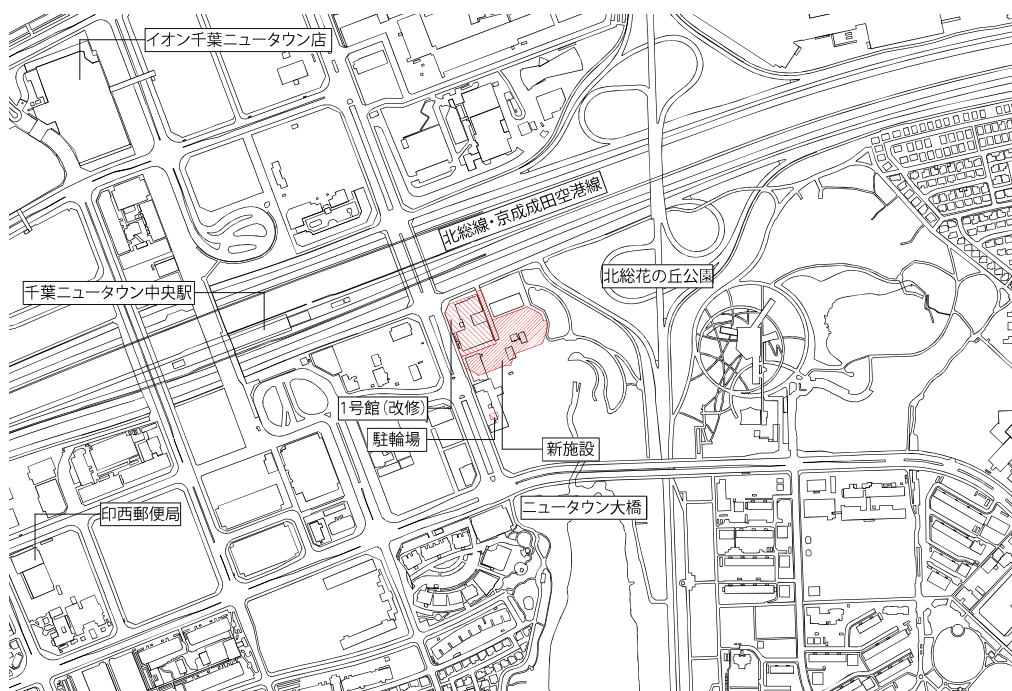 イオン千葉ニュータウン店
北総線・京成成田空港線
北総花の丘公園
千葉ニュータウン中央駅
1号館（改修）
駐輪場
新施設
ニュータウン大橋
印西郵便局